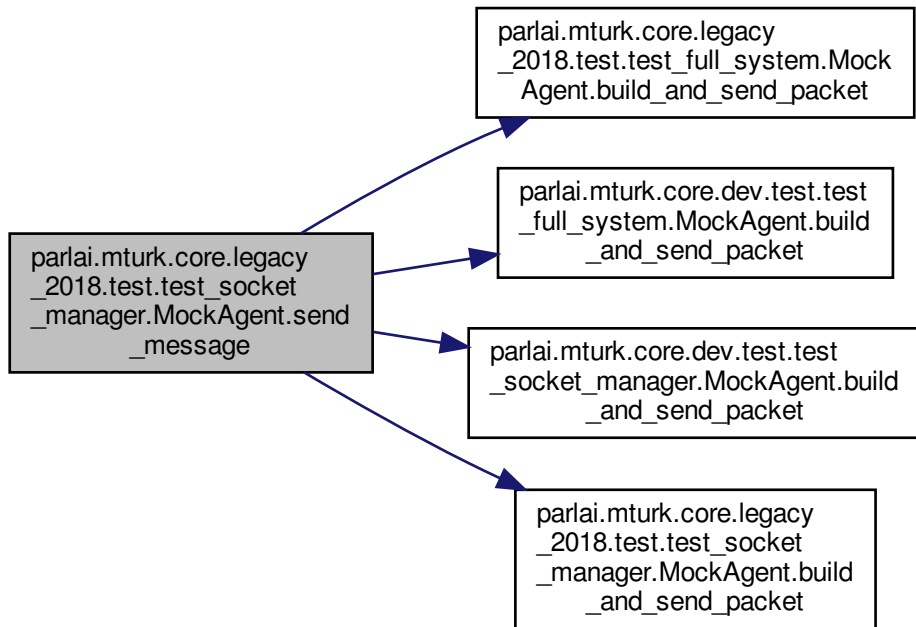 parlai.mturk.core.legacy
_2018.test.test_full_system.Mock
Agent.build_and_send_packet
parlai.mturk.core.dev.test.test
_full_system.MockAgent.build
_and_send_packet
parlai.mturk.core.legacy
_2018.test.test_socket
_manager.MockAgent.send
_message
parlai.mturk.core.dev.test.test
_socket_manager.MockAgent.build
_and_send_packet
parlai.mturk.core.legacy
_2018.test.test_socket
_manager.MockAgent.build
_and_send_packet